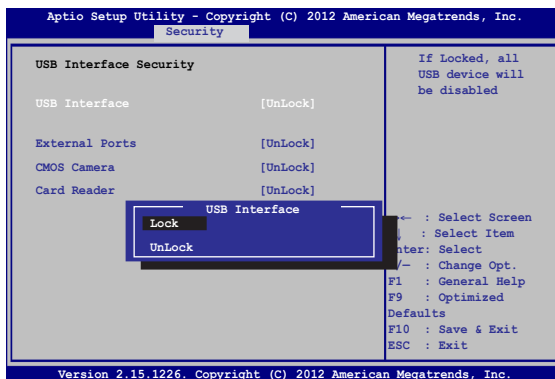 Aptio Setup Utility - Copyright (C) 2012 American Megatrends, Inc.
Security
USB Interface Security
USB Interface [UnLock]
External Ports [UnLock]
CMOS Camera [UnLock]
Card Reader [UnLock]
USB Interface
Lock
UnLock
If Locked, all
USB device will
be disabled
← : Select Screen
↓ : Select Item
nter: Select
/— : Change Opt.
F1 : General Help
F9 : Optimized
Defaults
F10 : Save & Exit
ESC : Exit
Version 2.15.1226. Copyright (C) 2012 American Megatrends, Inc.